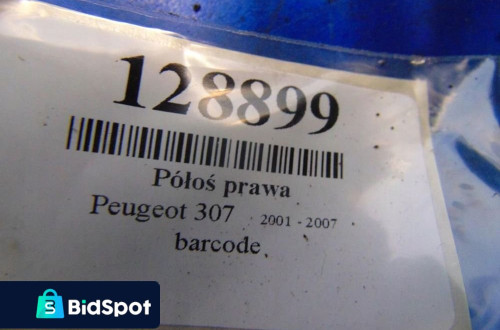 128899
Półoś prawa
Peugeot 307 2001 - 2007
barcode
BidSpot